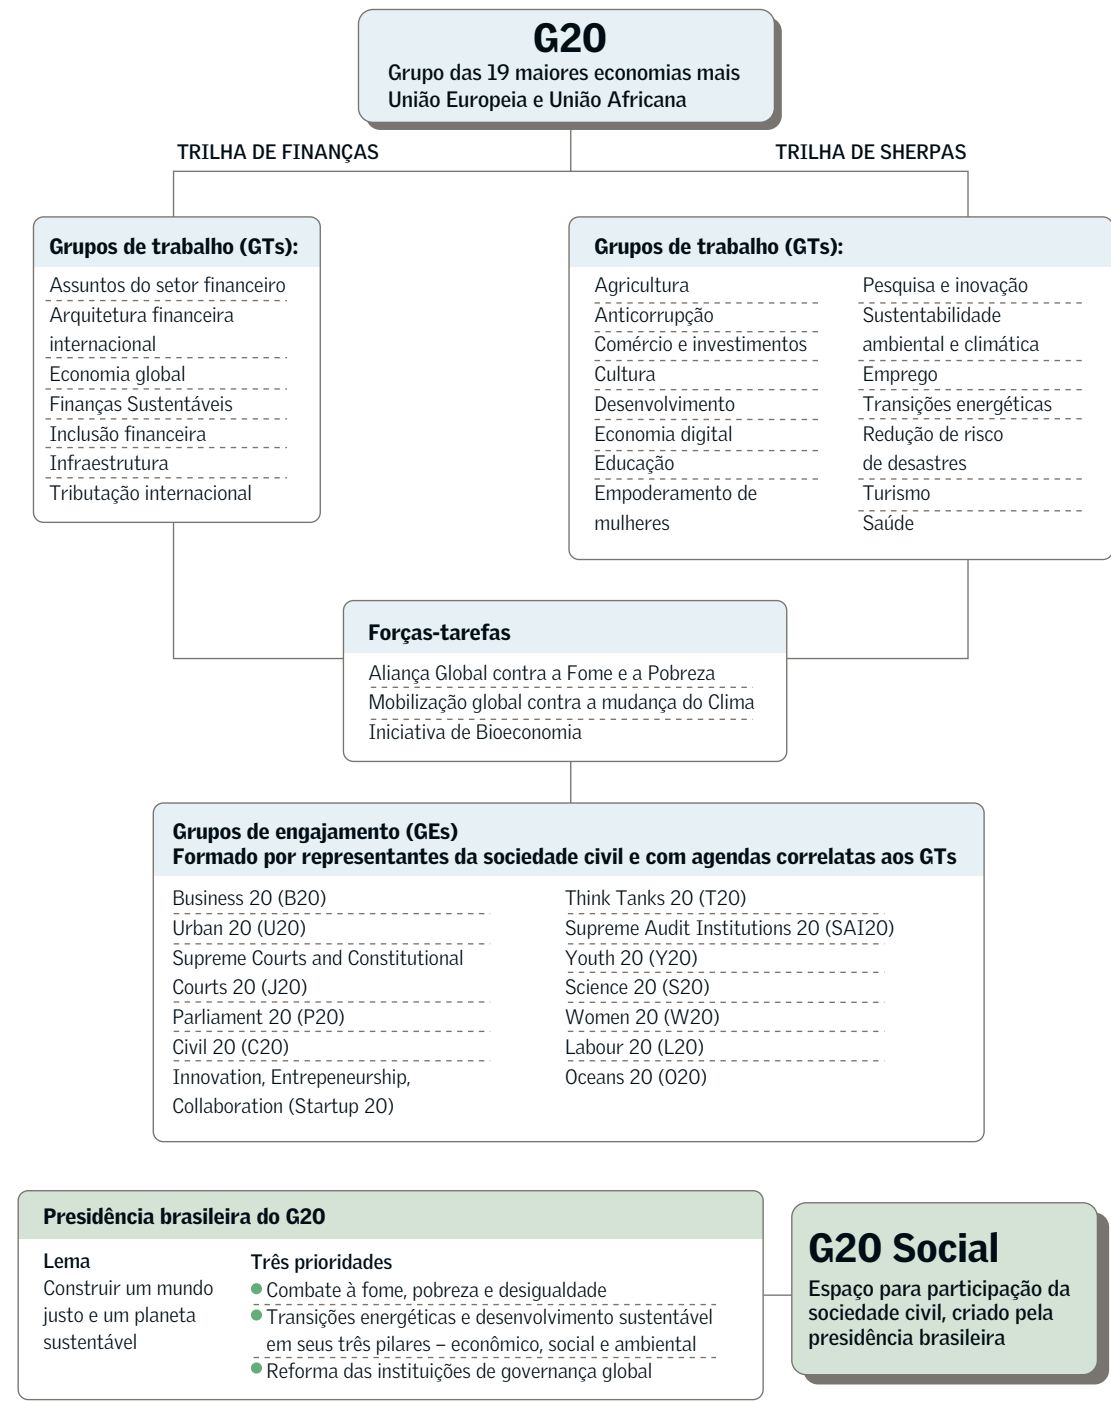 G20
Grupo das 19 maiores economias mais
União Europeia e União Africana
TRILHA DE FINANÇAS
TRILHA DE SHERPAS
Grupos de trabalho (GTs):
Assuntos do setor financeiro
Arquitetura financeira
internacional
Economia global
Finanças Sustentáveis
Inclusão financeira
Infraestrutura
Tributação internacional
Grupos de trabalho (GTs):
Agricultura
Anticorrupção
Comércio e investimentos
Cultura
Desenvolvimento
Economia digital
Educação
Empoderamento de
mulheres
Pesquisa e inovação
Sustentabilidade
ambiental e climática
Emprego
Transições energéticas
Redução de risco
de desastres
Turismo
Saúde
Forças-tarefas
Aliança Global contra a Fome e a Pobreza
Mobilização global contra a mudança do Clima
Iniciativa de Bioeconomia
Grupos de engajamento (GEs)
Formado por representantes da sociedade civil e com agendas correlatas aos GTs
Business 20 (B20)
Urban 20 (U20)
Supreme Courts and Constitutional
Courts 20 (J20)
Parliament 20 (P20)
Civil 20 (C20)
Innovation, Entrepeneurship,
Collaboration (Startup 20)
Think Tanks 20 (T20)
Supreme Audit Institutions 20 (SAI20)
Youth 20 (Y20)
Science 20 (S20)
Women 20 (W20)
Labour 20 (L20)
Oceans 20 (O20)
Presidência brasileira do G20
Lema
Construir um mundo
justo e um planeta
sustentável
Três prioridades
Combate à fome, pobreza e desigualdade
Transições energéticas e desenvolvimento sustentável
em seus três pilares – econômico, social e ambiental
Reforma das instituições de governança global
G20 Social
Espaço para participação da
sociedade civil, criado pela
presidência brasileira